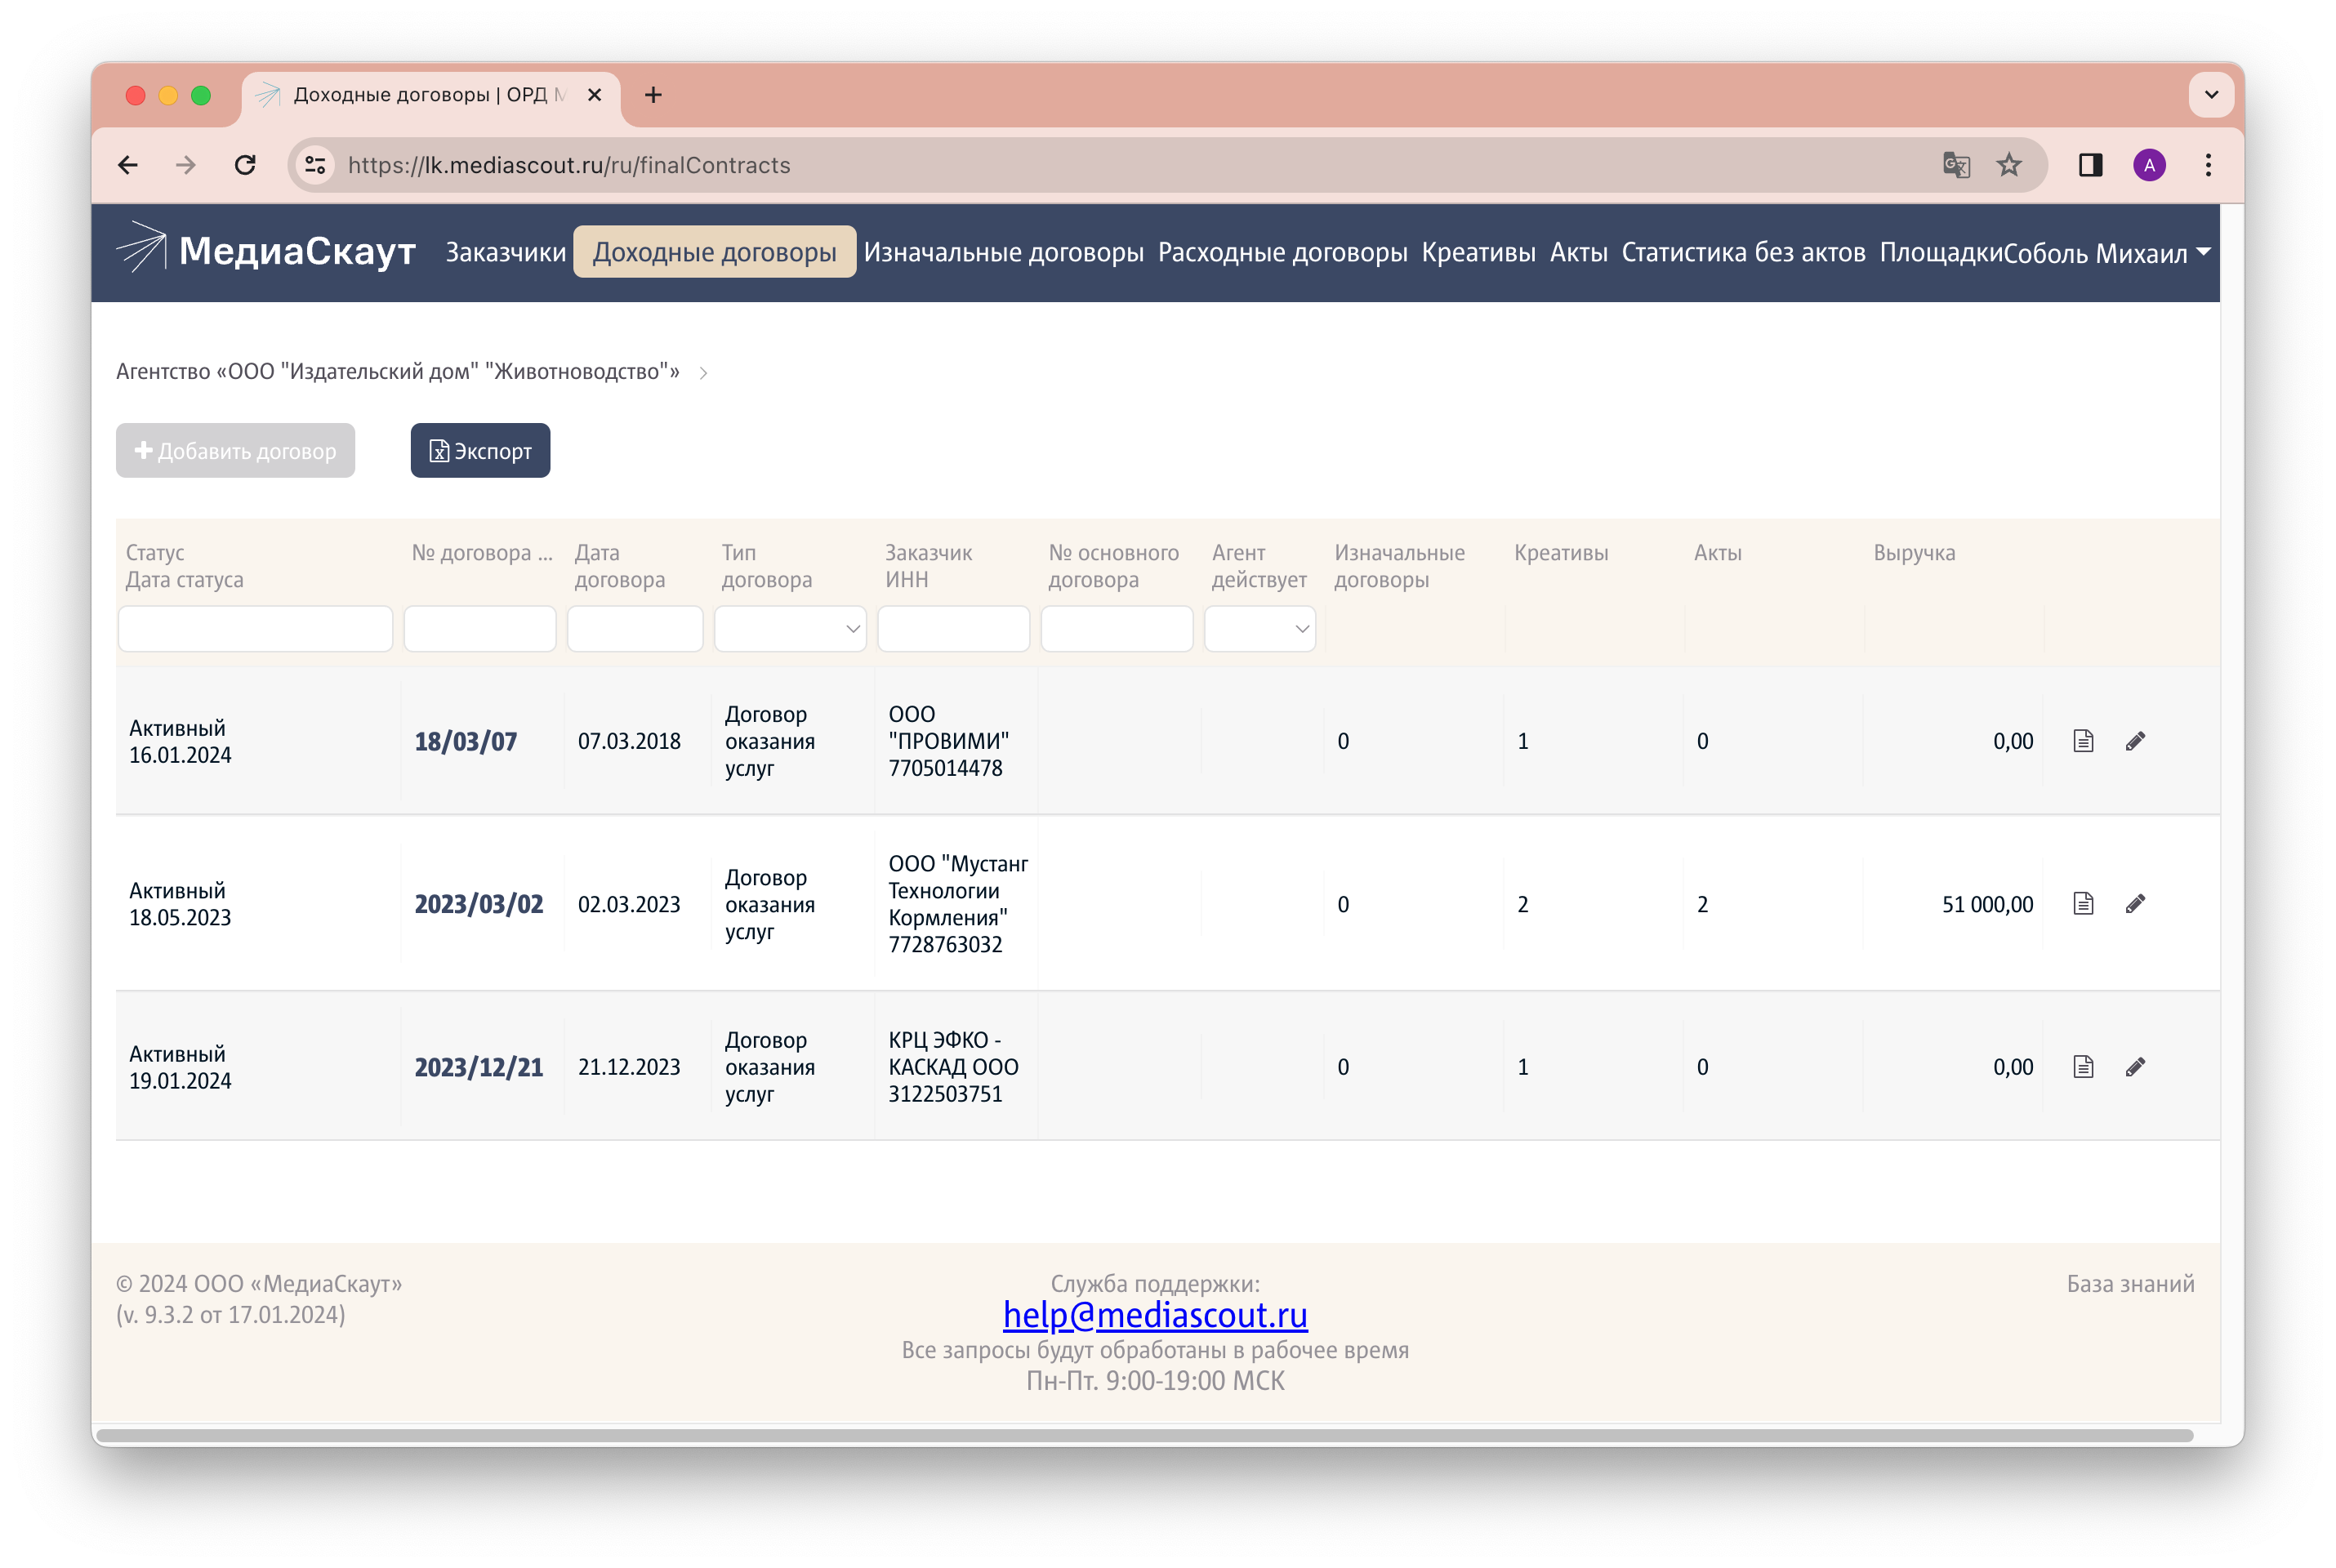 Доходные договоры | ОРД М
https://lk.mediascout.ru/ru/finalContracts
A
МедиаСкаут
Заказчики
Доходные договоры
Изначальные договоры
Расходные договоры
Креативы
Акты
Статистика без актов
Площадки
Соболь Михаил
Агентство «ООО "Издательский дом" "Животноводство"»
Добавить договор
Экспорт
Статус
Дата статуса
№ договора ...
Дата
договора
Тип
договора
Заказчик
ИНН
№ основного
договора
Агент
действует
Изначальные
договоры
Креативы
Акты
Выручка
Активный
16.01.2024
18/03/07
07.03.2018
Договор
оказания
услуг
ООО
"ПРОВИМИ"
7705014478
0
1
0
0,00
Активный
18.05.2023
2023/03/02
02.03.2023
Договор
оказания
услуг
ООО "Мустанг
Технологии
Кормления"
7728763032
0
2
2
51 000,00
Активный
19.01.2024
2023/12/21
21.12.2023
Договор
оказания
услуг
КРЦ ЭФКО -
КАСКАД ООО
3122503751
0
1
0
0,00
© 2024 ООО «МедиаСкаут»
(v. 9.3.2 от 17.01.2024)
Служба поддержки:
help@mediascout.ru
Все запросы будут обработаны в рабочее время
Пн-Пт. 9:00-19:00 МСК
База знаний